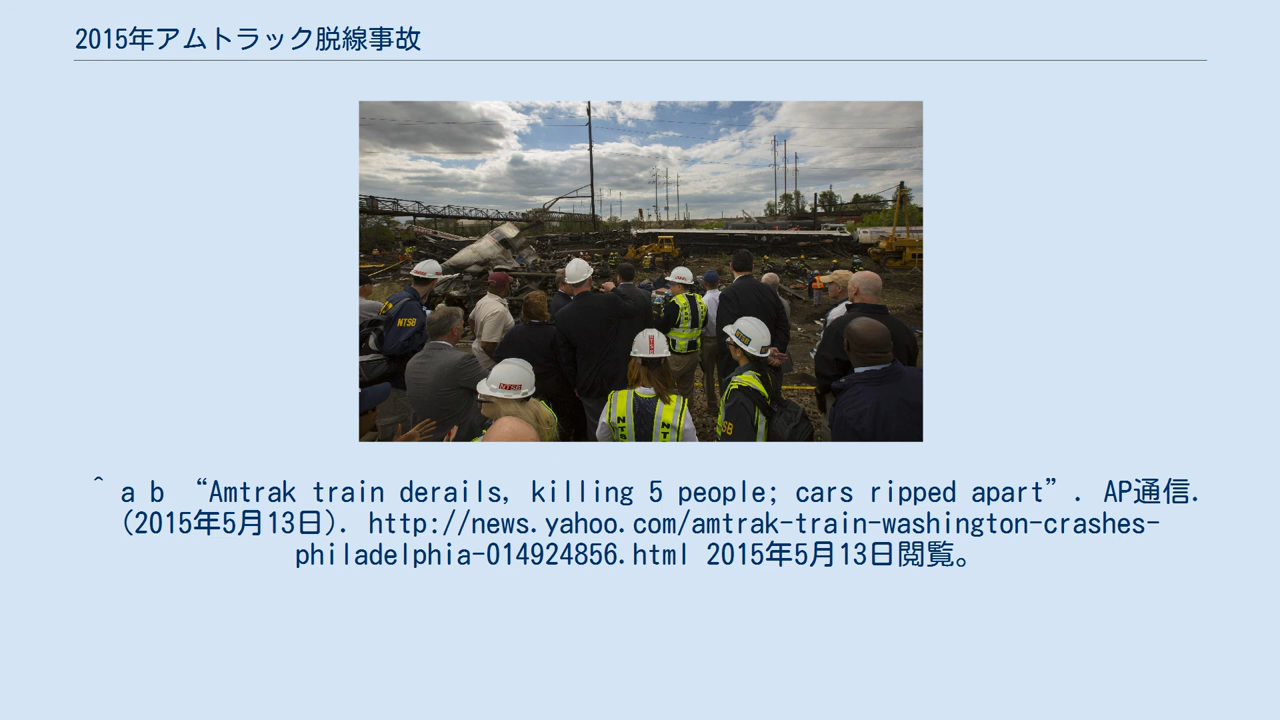 2015年アムトラック脱線事故
NTSB
NTSB
NTSB
^ a b “Amtrak train derails, killing 5 people; cars ripped apart”. AP通信.
(2015年5月13日). http://news.yahoo.com/amtrak-train-washington-crashes-
philadelphia-014924856.html 2015年5月13日閲覧。